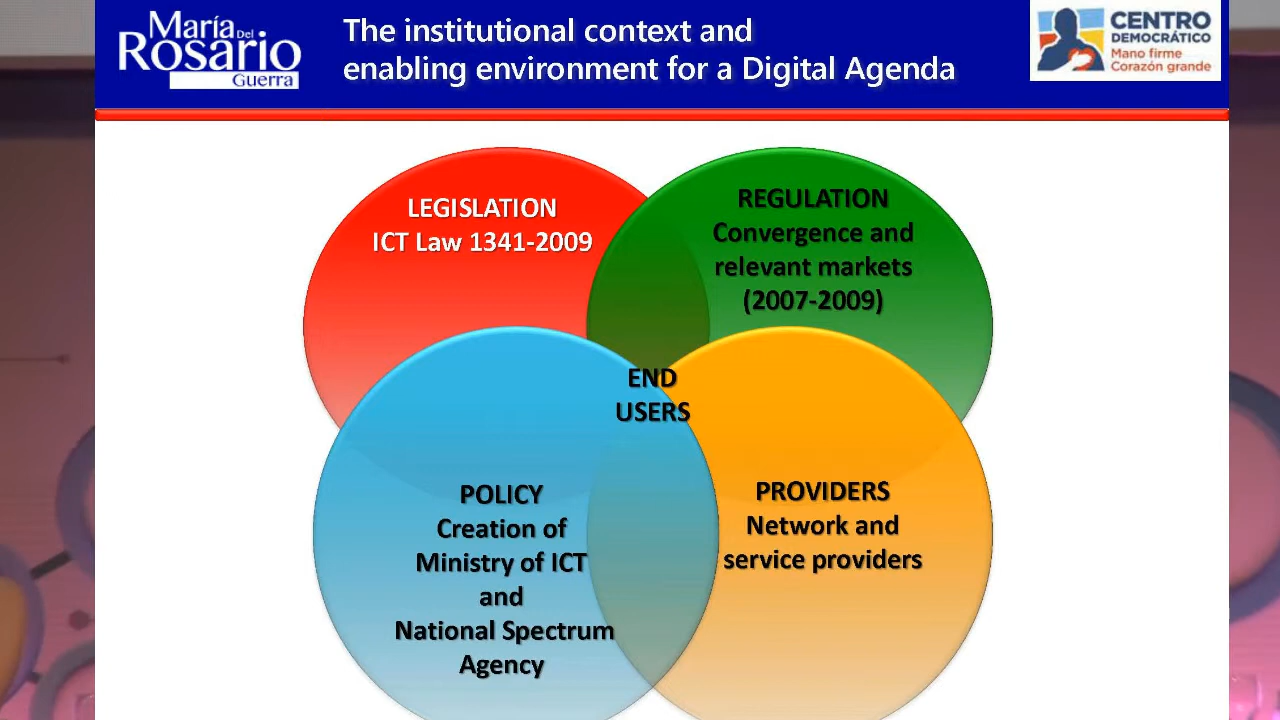 María Del
Rosario
Guerra
The institutional context and
enabling environment for a Digital Agenda
CENTRO
DEMOCRÁTICO
Mano firme
Corazón grande
LEGISLATION
ICT Law 1341-2009
REGULATION
Convergence and
relevant markets
(2007-2009)
END
USERS
POLICY
Creation of
Ministry of ICT
and
National Spectrum
Agency
PROVIDERS
Network and
service providers